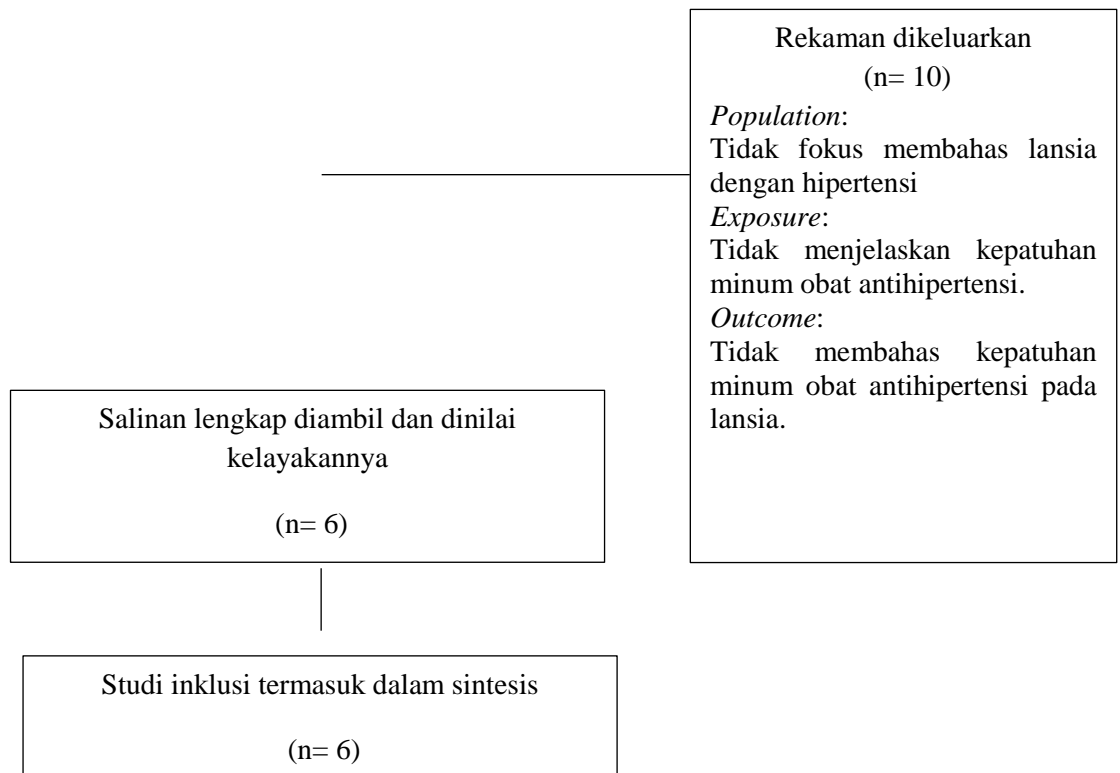 Rekaman dikeluarkan
(n= 10)
Population:
Tidak fokus membahas lansia
dengan hipertensi
Exposure:
Tidak menjelaskan kepatuhan
minum obat antihipertensi.
Outcome:
Tidak membahas kepatuhan
minum obat antihipertensi pada
lansia.
Salinan lengkap diambil dan dinilai
kelayakannya
(n= 6)
Studi inklusi termasuk dalam sintesis
(n= 6)